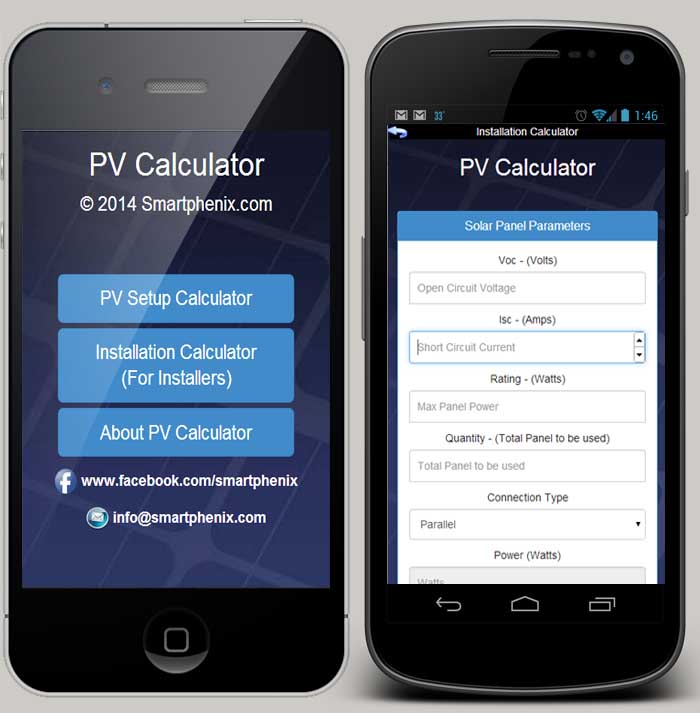 PV Calculator
© 2014 Smartphenix.com
PV Setup Calculator
Installation Calculator
(For Installers)
About PV Calculator
www.facebook.com/smartphenix
info@smartphenix.com
33°
1:46
Installation Calculator
PV Calculator
Solar Panel Parameters
Voc - (Volts)
Open Circuit Voltage
Isc - (Amps)
Short Circuit Current
Rating - (Watts)
Max Panel Power
Quantity - (Total Panel to be used)
Total Panel to be used
Connection Type
Parallel
Power (Watts)
Watts